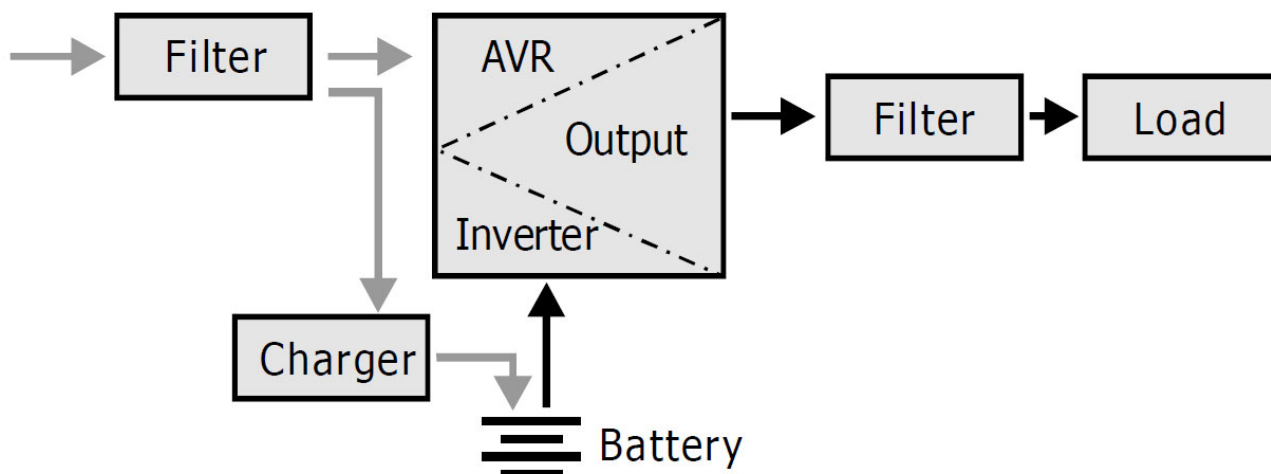 Filter
AVR
Output
Inverter
Filter
Load
Charger
Battery